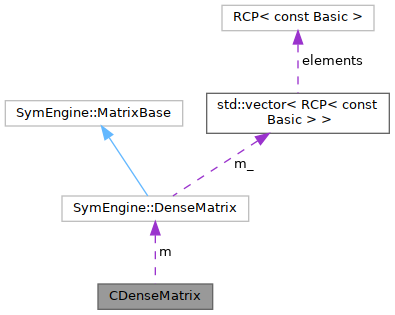 RCP< const Basic >
elements
SymEngine::MatrixBase
std::vector< RCP< const
Basic > >
m_
SymEngine::DenseMatrix
m
CDenseMatrix